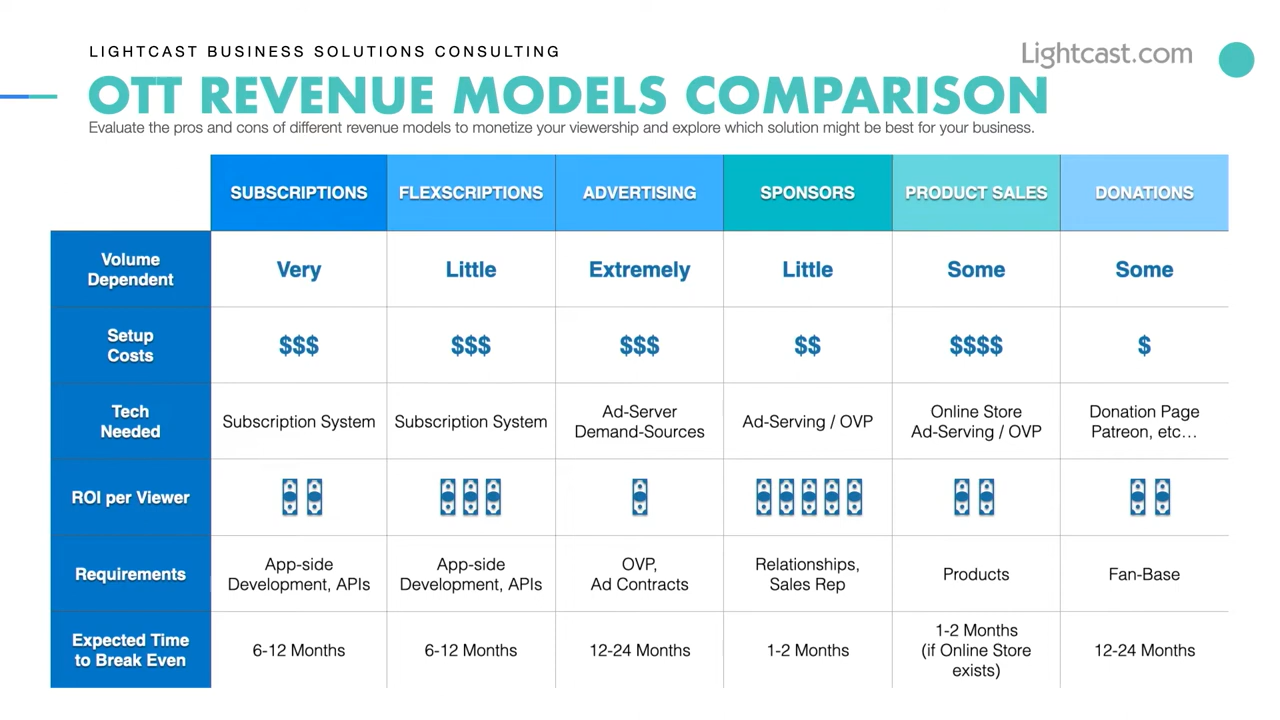 LIGHTCAST BUSINESS SOLUTIONS CONSULTING
Lightcast.com
OTT REVENUE MODELS COMPARISON
Evaluate the pros and cons of different revenue models to monetize your viewership and explore which solution might be best for your business.
SUBSCRIPTIONS FLEXSCRIPTIONS ADVERTISING SPONSORS PRODUCT SALES DONATIONS
Volume
Dependent
Very Little Extremely Little Some Some
Setup
Costs
$$$ $$$ $$$ $$ $$$$ $
Tech
Needed
Subscription System
Subscription System
Ad-Server
Demand-Sources
Ad-Serving / OVP
Online Store
Ad-Serving / OVP
Donation Page
Patreon, etc…
ROI per Viewer
Requirements
App-side
Development, APIs
App-side
Development, APIs
OVP,
Ad Contracts
Relationships,
Sales Rep
Products
Fan-Base
Expected Time
to Break Even
6-12 Months
6-12 Months
12-24 Months
1-2 Months
1-2 Months
(if Online Store
exists)
12-24 Months